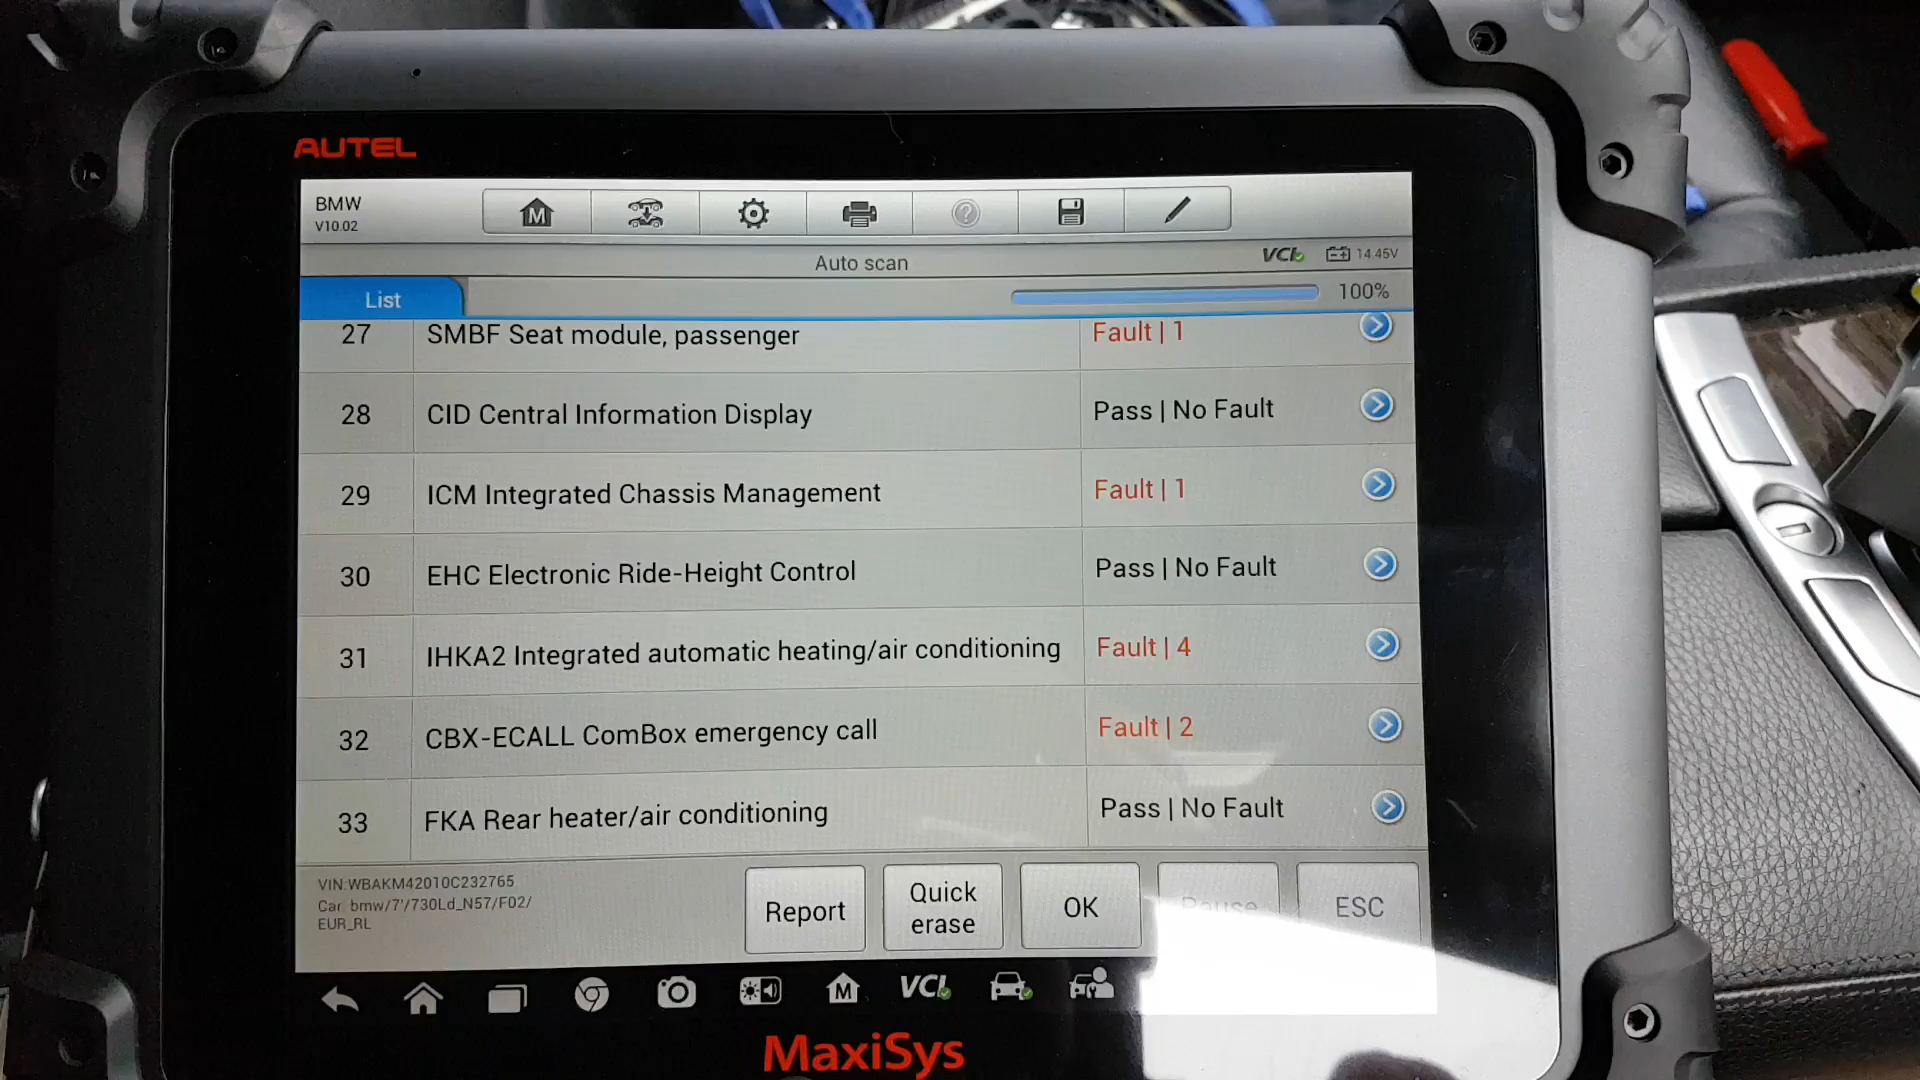 AUTEL
BMW
V10.02
M
?
Auto scan
VCI
14.45V
List
100%
27 SMBF Seat module, passenger Fault | 1
28 CID Central Information Display Pass | No Fault
29 ICM Integrated Chassis Management Fault | 1
30 EHC Electronic Ride-Height Control Pass | No Fault
31 IHKA2 Integrated automatic heating/air conditioning Fault | 4
32 CBX-ECALL ComBox emergency call Fault | 2
33 FKA Rear heater/air conditioning Pass | No Fault
VIN:WBAKM42010C232765
Car: bmw/7'/730Ld_N57/F02/
EUR_RL
Report
Quick
erase
OK
Pause
ESC
M
VCI
MaxiSys